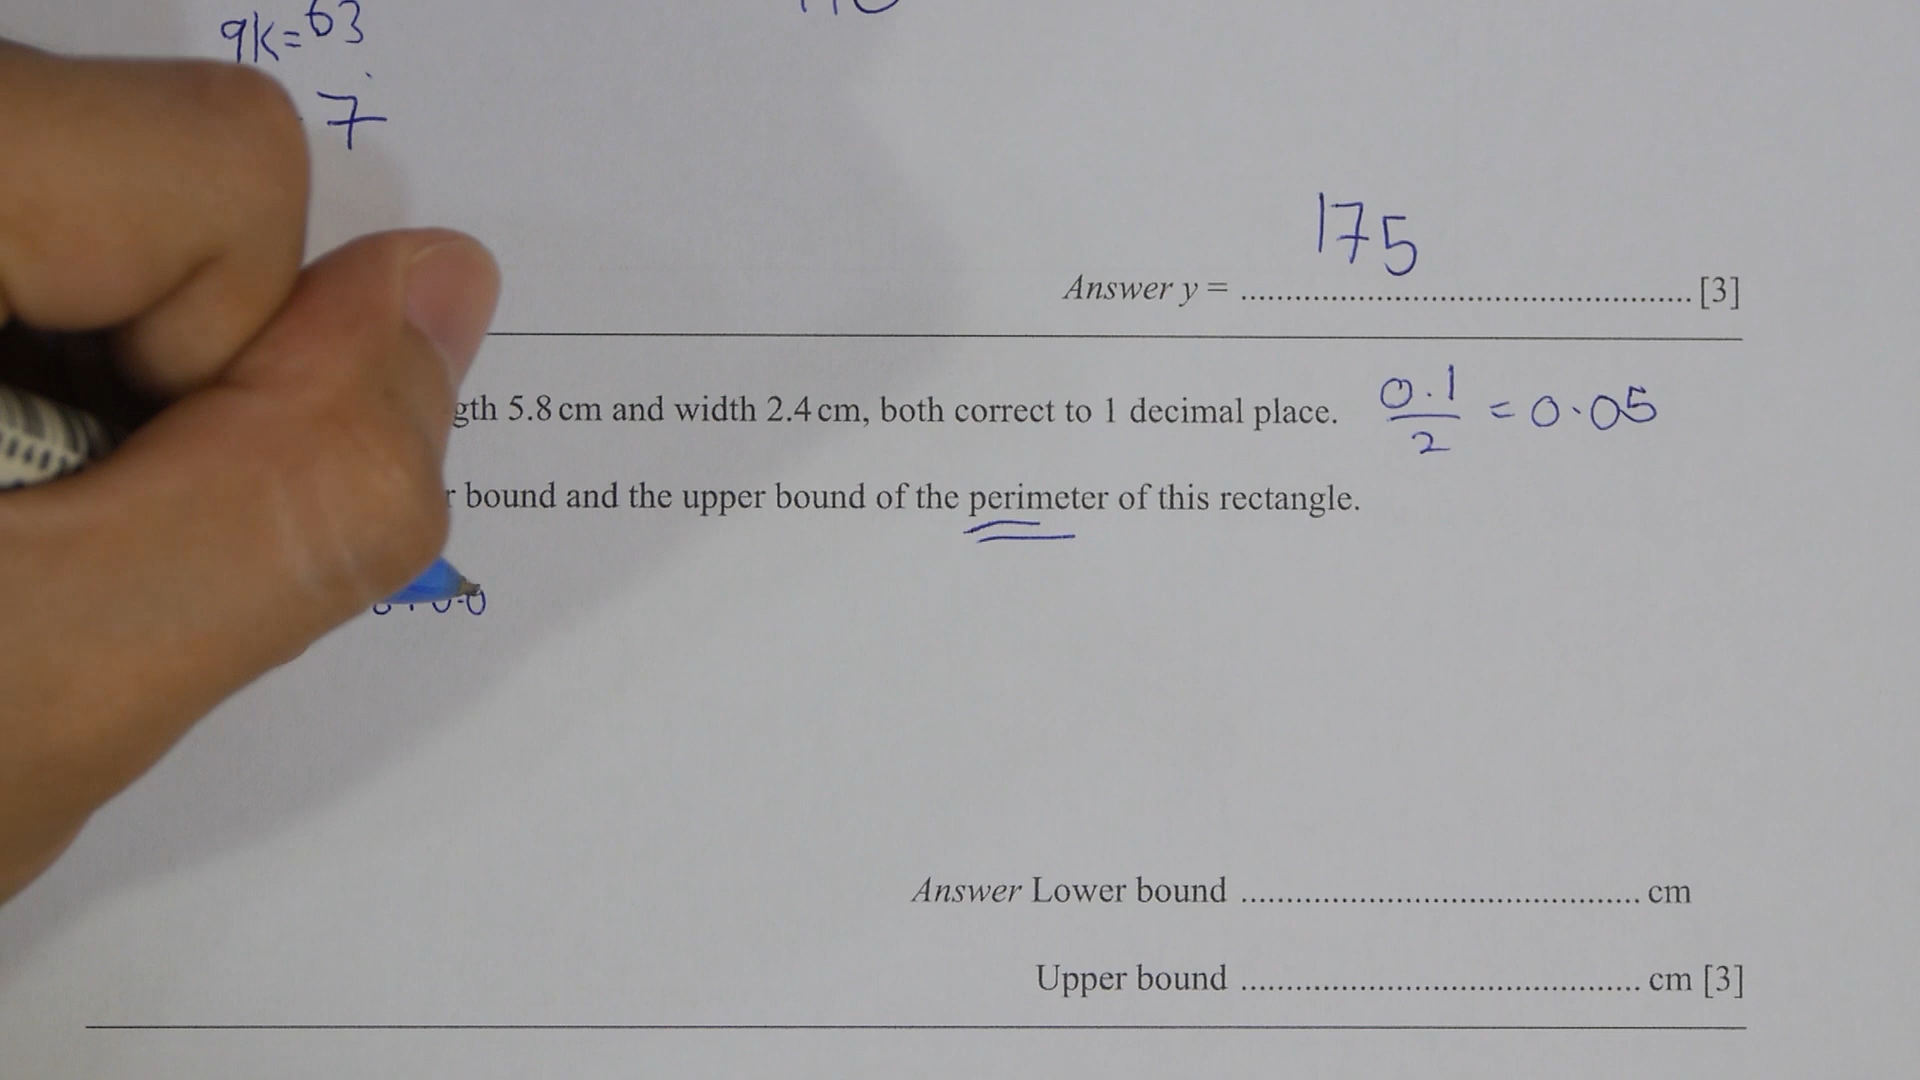 9k=63
7
175
Answer y = ........................ [3]
gth 5.8 cm and width 2.4 cm, both correct to 1 decimal place. 0.1/2 = 0.05
r bound and the upper bound of the perimeter of this rectangle.
Answer Lower bound ........................ cm
Upper bound ........................ cm [3]